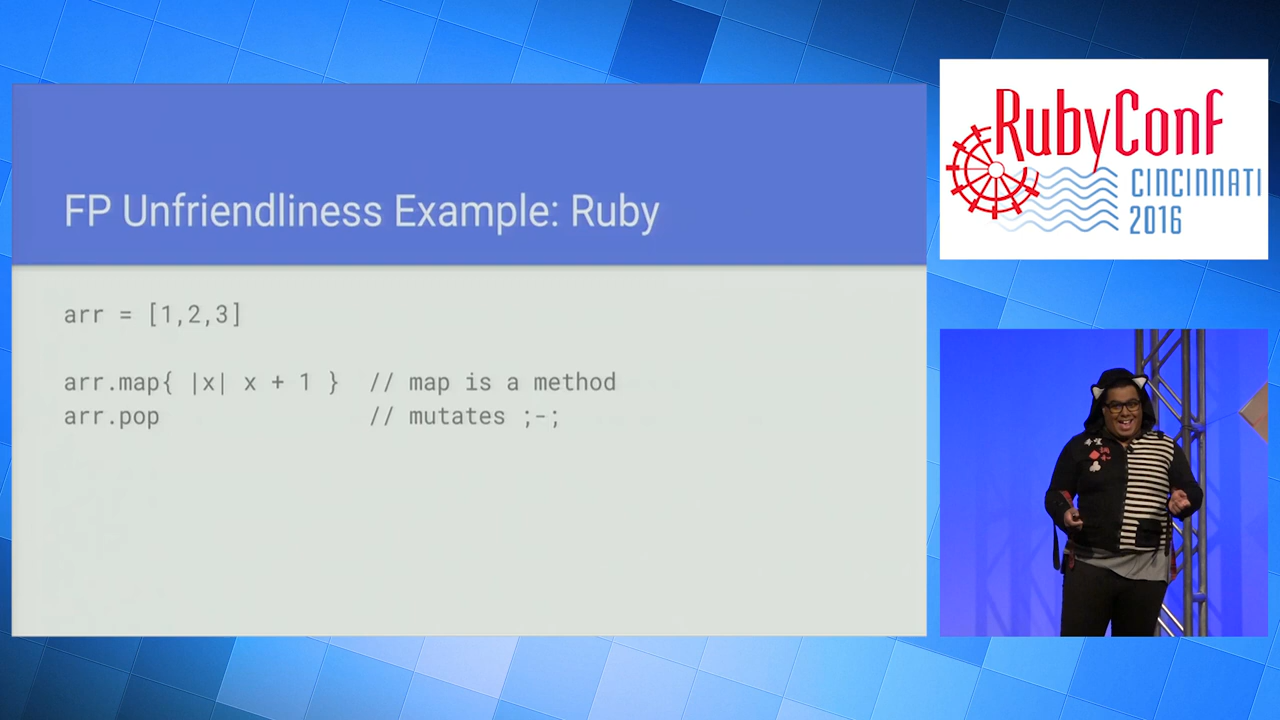 FP Unfriendliness Example: Ruby
arr = [1,2,3]
arr.map{ |x| x + 1 }  // map is a method
arr.pop               // mutates ;-;
RubyConf
CINCINNATI
2016